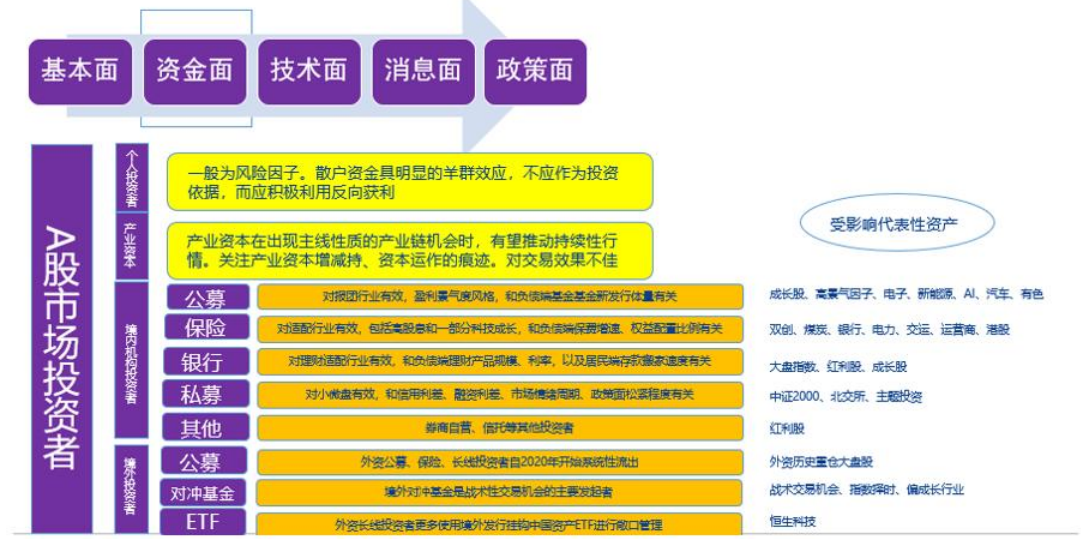 基本面
资金面
技术面
消息面
政策面
A股市场投资者
个人投资者
一般为风险因子。散户资金具明显的羊群效应，不应作为投资
依据，而应积极利用反向获利
受影响代表性资产
产业资本
产业资本在出现主线性质的产业链机会时，有望推动持续性行
情。关注产业资本增减持、资本运作的痕迹。对交易效果不佳
境内机构投资者
公募
对报团行业有效，盈利景气度风格，和负债端基金基金新发行体量有关
成长股、高景气因子、电子、新能源、AI、汽车、有色
保险
对适配行业有效，包括高股息和一部分科技成长，和负债端保费增速、权益配置比例有关
双创、煤炭、银行、电力、交运、运营商、港股
银行
对理财适配行业有效，和负债端理财产品规模、利率，以及居民端存款搬家速度有关
大盘指数、红利股、成长股
私募
对小微盘有效，和信用利差、融资利差、市场情绪周期、政策面松紧程度有关
中证2000、北交所、主题投资
其他
券商自营、信托等其他投资者
红利股
境外投资者
公募
外资公募、保险、长线投资者自2020年开始系统性流出
外资历史重仓大盘股
对冲基金
境外对冲基金是战术性交易机会的主要发起者
战术交易机会、指数择时、偏成长行业
ETF
外资长线投资者更多使用境外发行挂钩中国资产ETF进行敞口管理
恒生科技